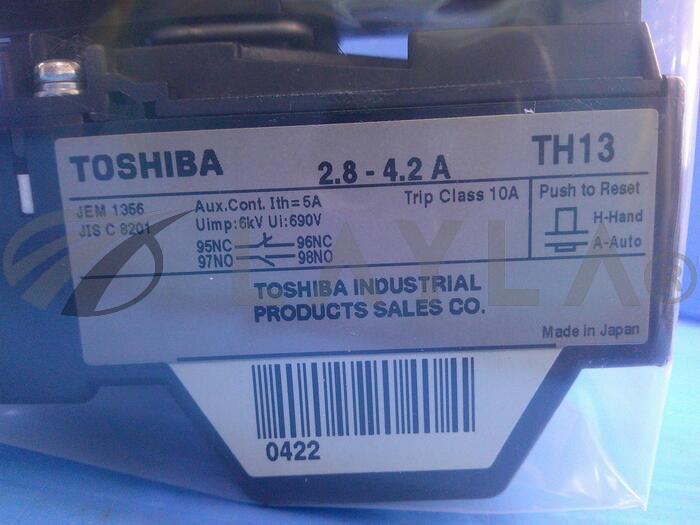 TOSHIBA 2.8 - 4.2 A TH13
JEM 1356
JIS C 8201
Aux.Cont. Ith=5A Trip Class 10A
Uimp:6kV Ui:690V
95NC 96NC
97NO 98NO
Push to Reset
H-Hand
A-Auto
LAYLA®
TOSHIBA INDUSTRIAL
PRODUCTS SALES CO.
Made in Japan
0422